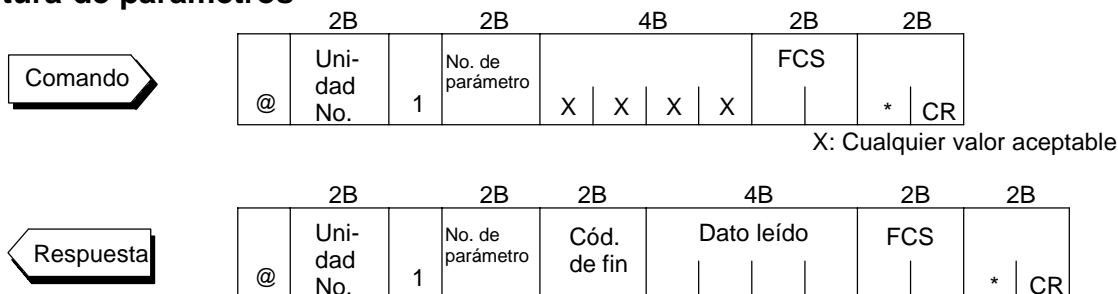 tura de parámetros
2B 2B 4B 2B 2B
Comando
@ Uni-
dad
No. 1 No. de
parámetro X X X X FCS * CR
X: Cualquier valor aceptable
2B 2B 2B 4B 2B 2B
Respuesta
@ Uni-
dad
No. 1 No. de
parámetro Cód.
de fin Dato leído FCS * CR